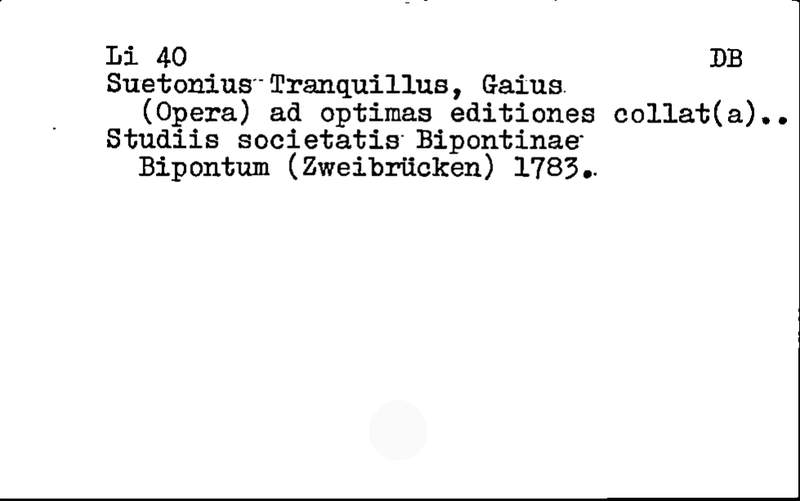 Li 40 DB
Suetonius Tranquillus, Gaius
(Opera) ad optimas editiones collat(a)..
Studiis societatis Bipontinae
Bipontum (Zweibrücken) 1783.